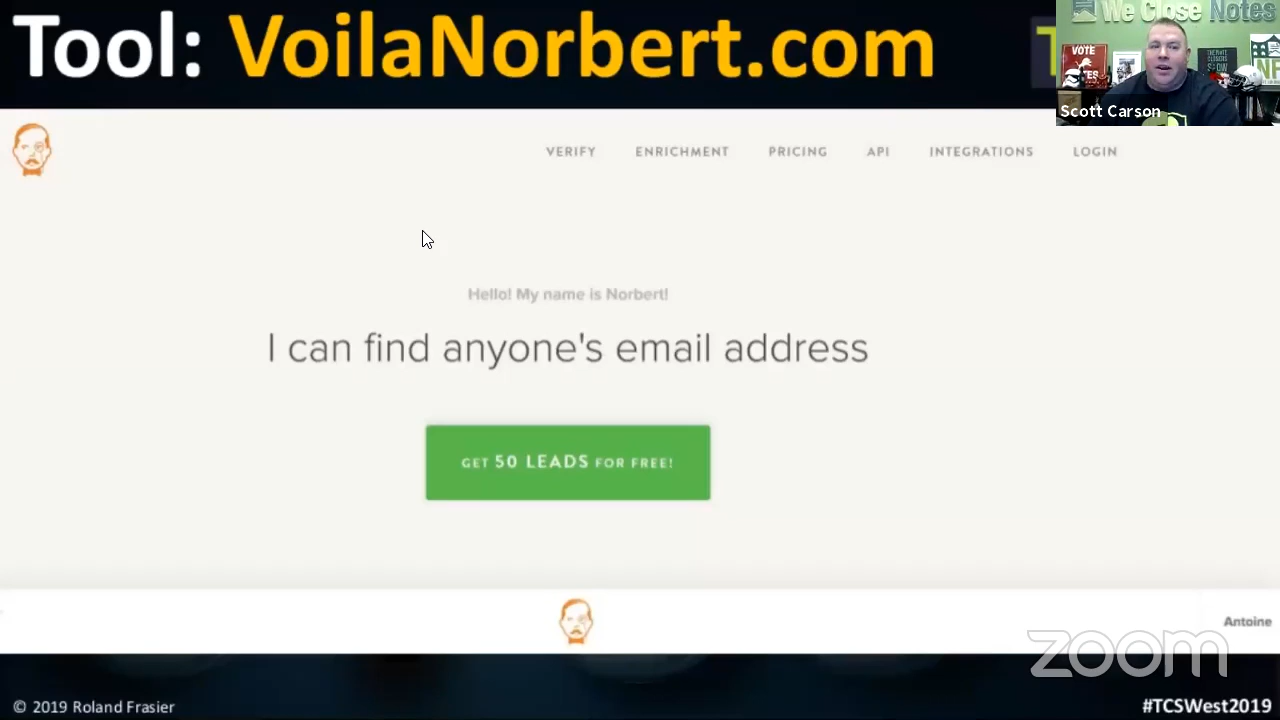 Tool: VoilaNorbert.com
We Close Notes
VOTE
Scott Carson
VERIFY ENRICHMENT PRICING API INTEGRATIONS LOGIN
Hello! My name is Norbert!
I can find anyone's email address
GET 50 LEADS FOR FREE!
Antoine
zoom
© 2019 Roland Frasier
#TCSWest2019